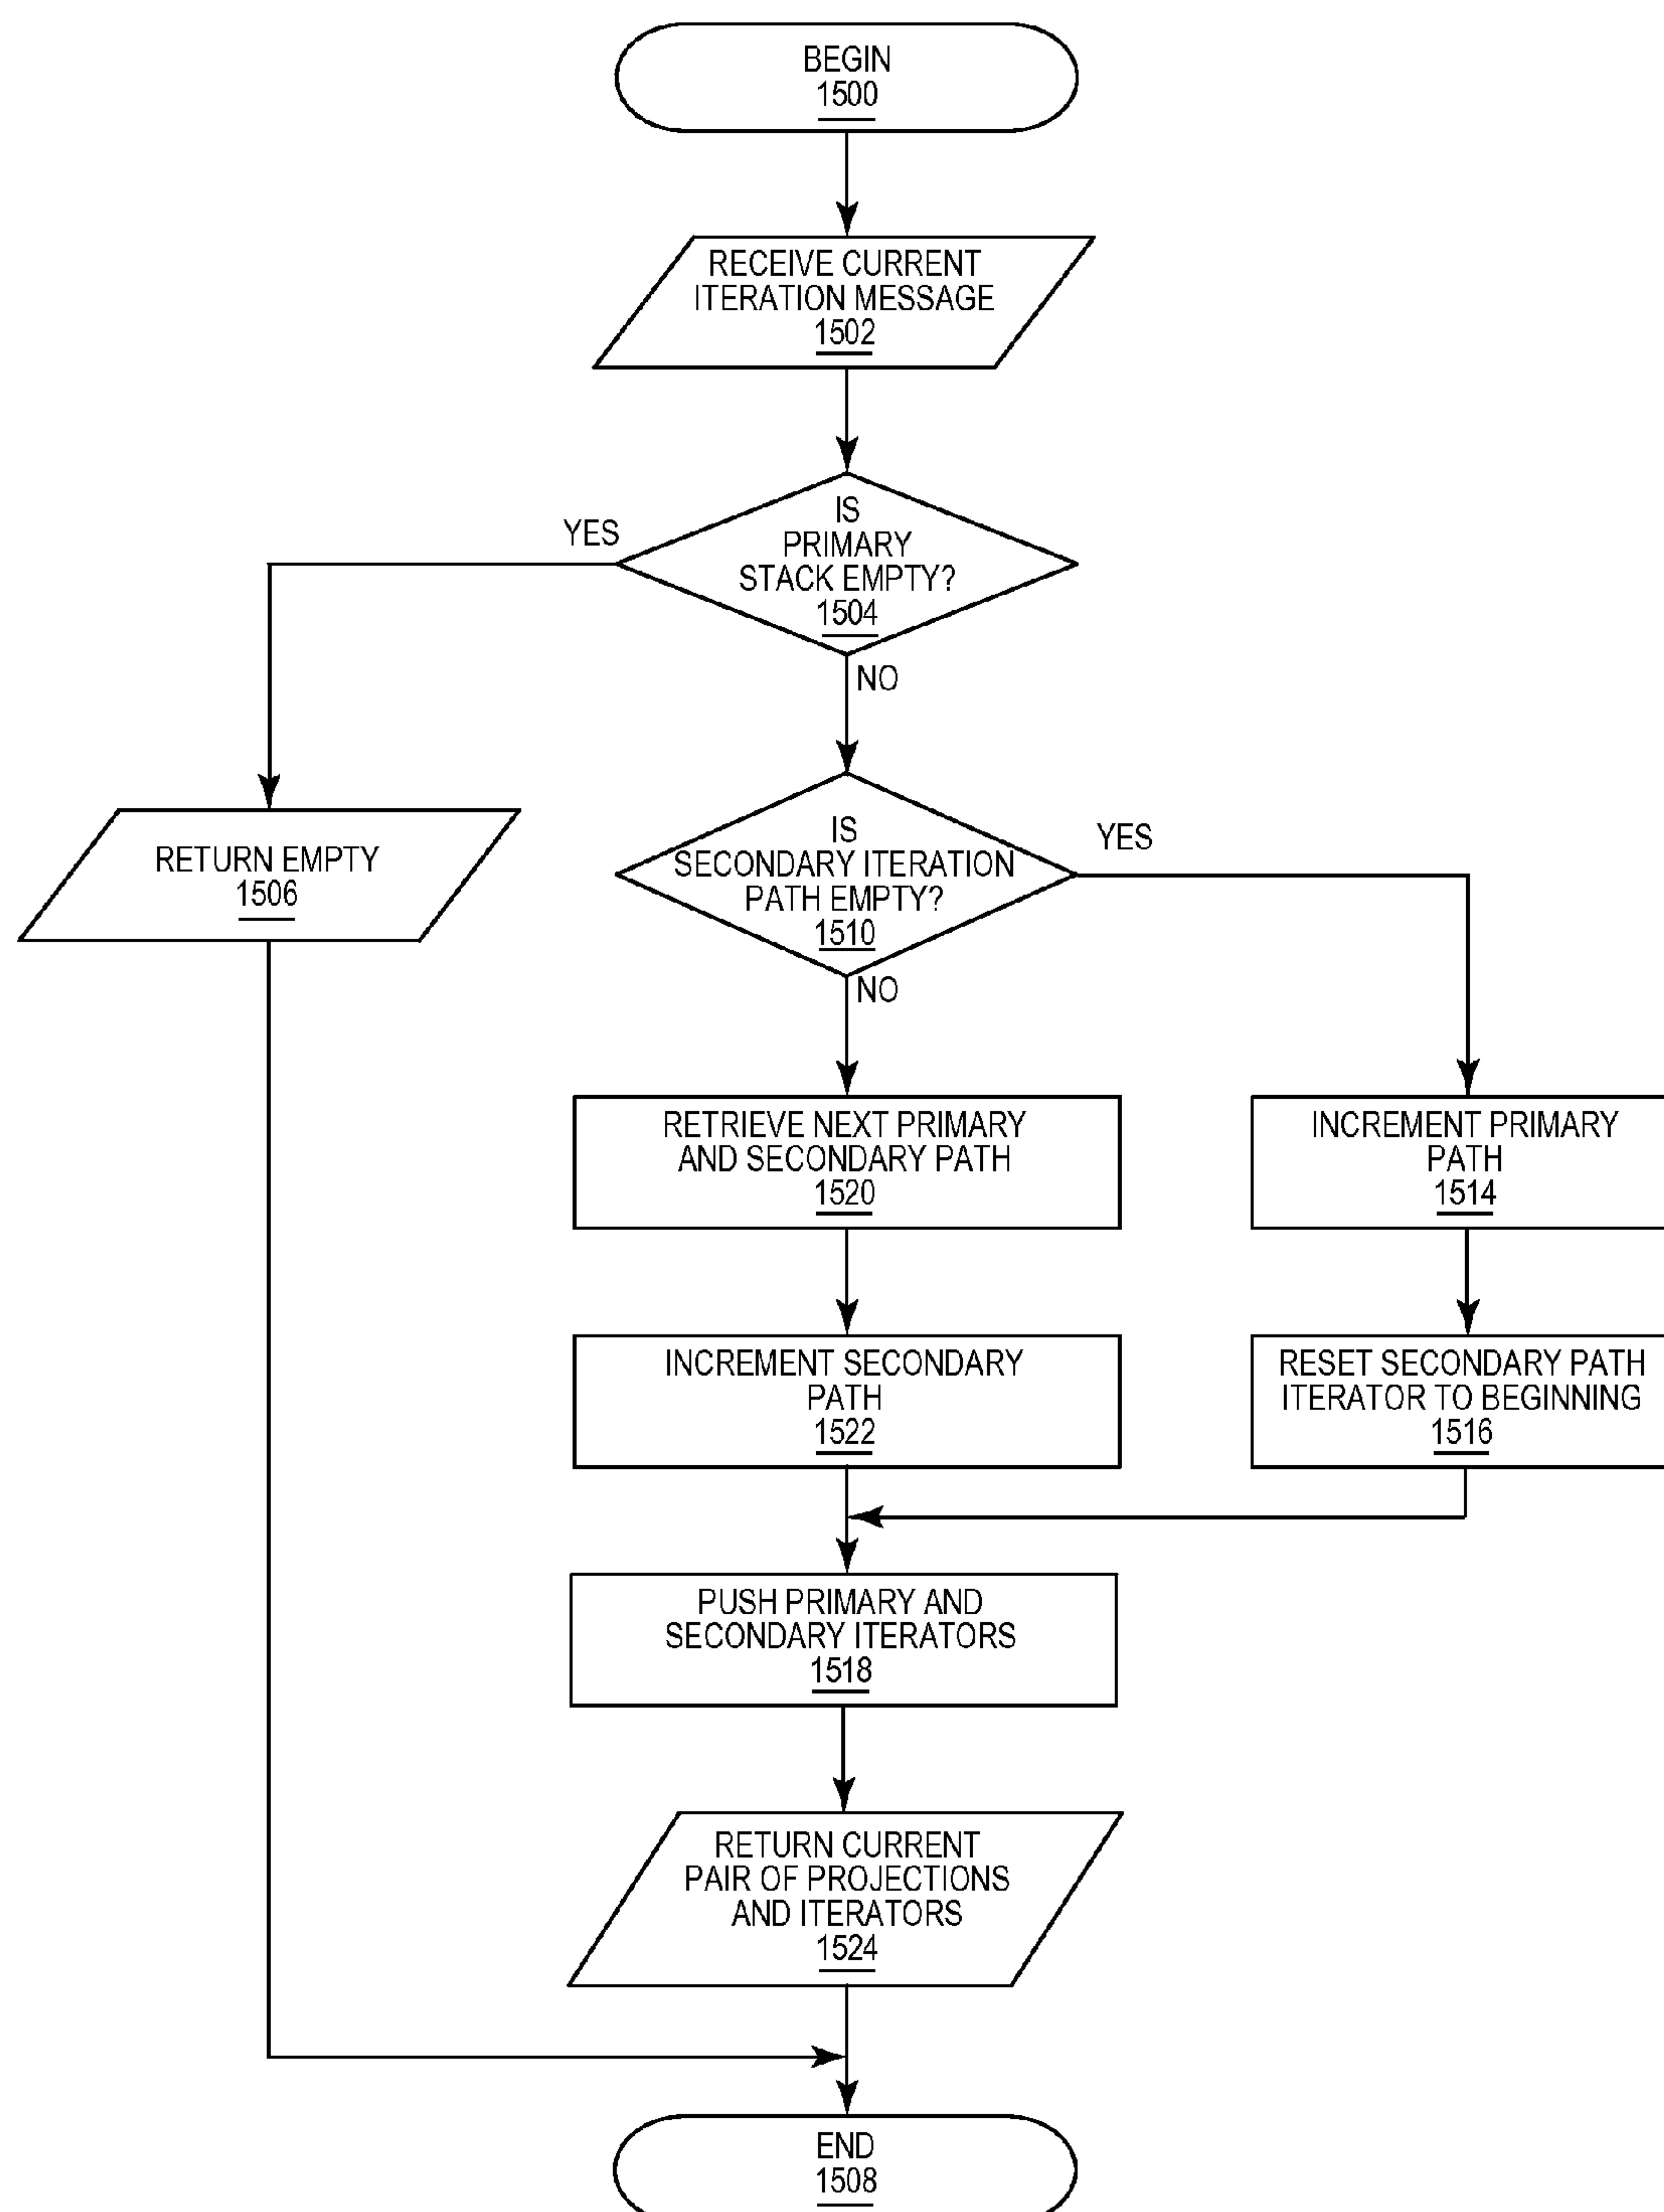 BEGIN
1500
RECEIVE CURRENT
ITERATION MESSAGE
1502
IS
PRIMARY
STACK EMPTY?
1504
YES
NO
RETURN EMPTY
1506
IS
SECONDARY ITERATION
PATH EMPTY?
1510
YES
NO
RETRIEVE NEXT PRIMARY
AND SECONDARY PATH
1520
INCREMENT PRIMARY
PATH
1514
INCREMENT SECONDARY
PATH
1522
RESET SECONDARY PATH
ITERATOR TO BEGINNING
1516
PUSH PRIMARY AND
SECONDARY ITERATORS
1518
RETURN CURRENT
PAIR OF PROJECTIONS
AND ITERATORS
1524
END
1508